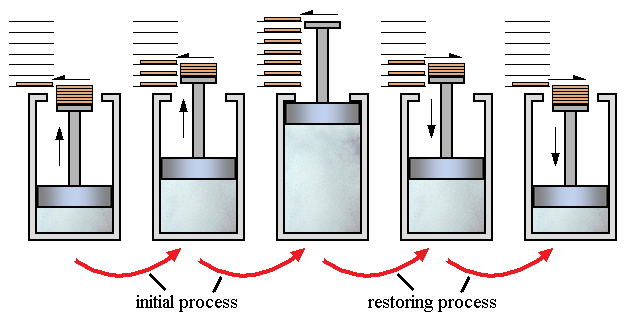 initial process
restoring process